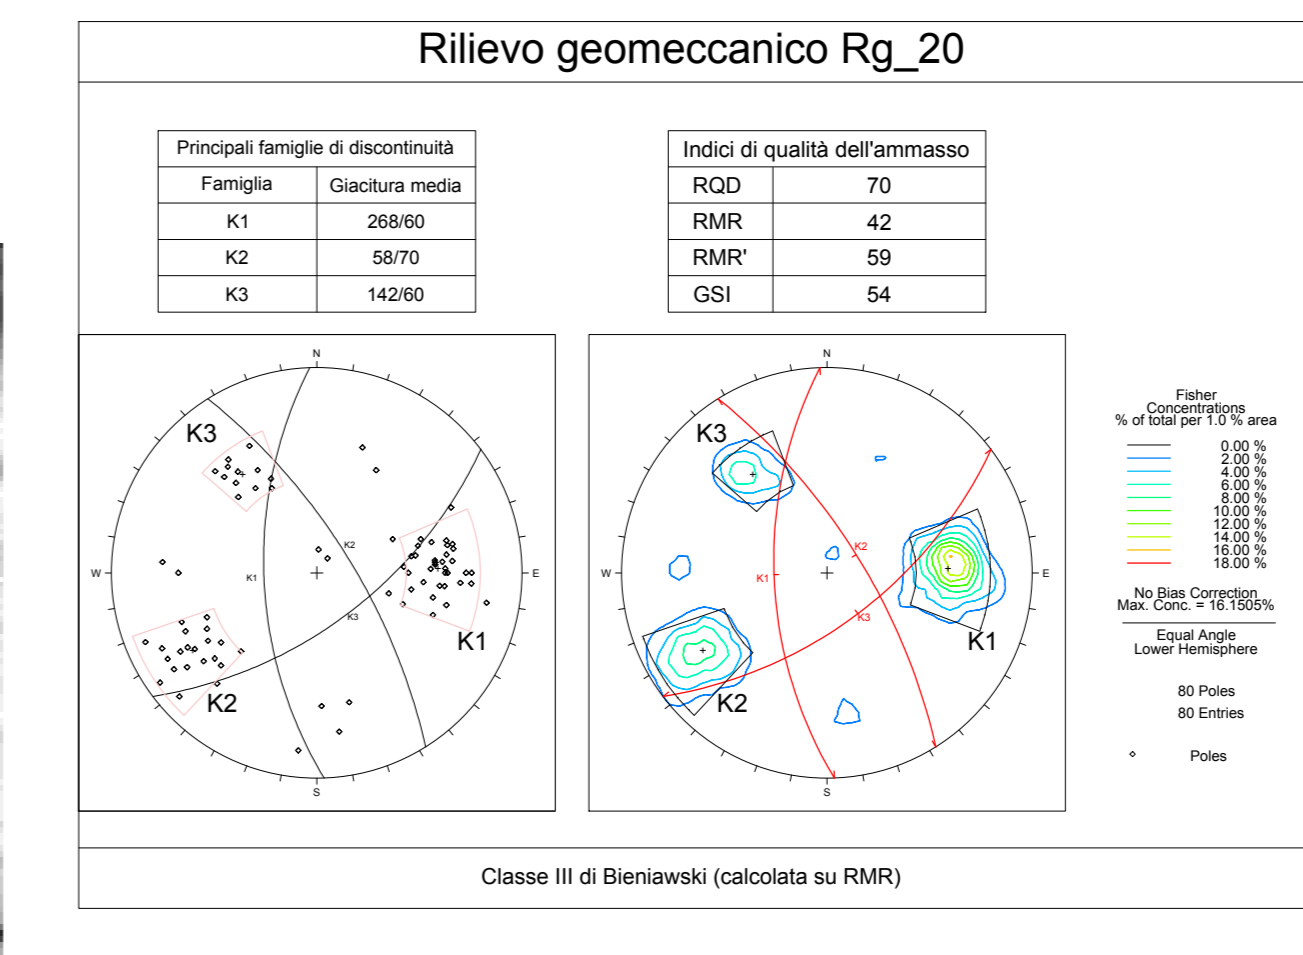 Rilievo geomeccanico Rg_20
Principali famiglie di discontinuità
Famiglia Giacitura media
K1 268/60
K2 58/70
K3 142/60
Indici di qualità dell'ammasso
RQD 70
RMR 42
RMR' 59
GSI 54
N
K3
K2
W K1 E
K3
K1
K2
S
N
K3
K2
W K1 E
K3
K1
K2
S
Fisher
Concentrations
% of total per 1.0 % area
0.00 %
2.00 %
4.00 %
6.00 %
8.00 %
10.00 %
12.00 %
14.00 %
16.00 %
18.00 %
No Bias Correction
Max. Conc. = 16.1505%
Equal Angle
Lower Hemisphere
80 Poles
80 Entries
Poles
Classe III di Bieniawski (calcolata su RMR)